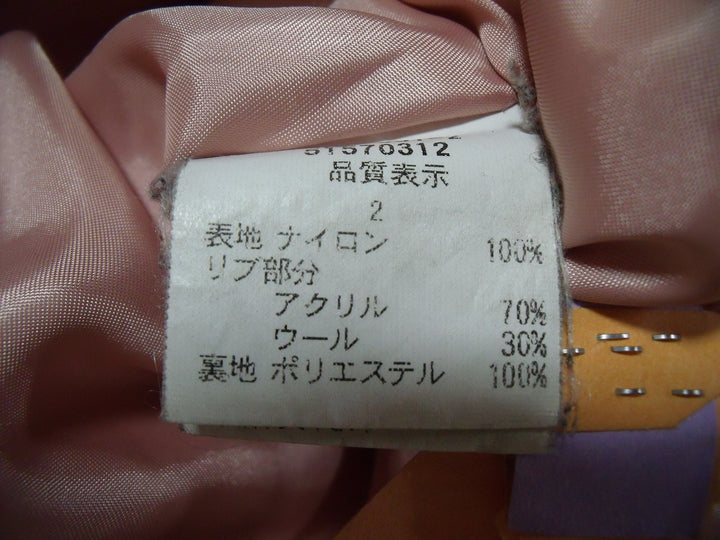 51570312
品質表示
2
表地 ナイロン 100%
リブ部分
アクリル 70%
ウール 30%
裏地 ポリエステル 100%